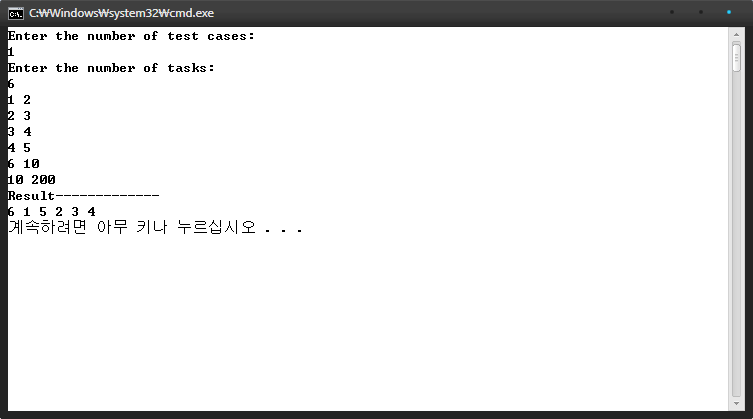 C:₩Windows₩system32₩cmd.exe
Enter the number of test cases:
1
Enter the number of tasks:
6
1 2
2 3
3 4
4 5
6 10
10 200
Result-------------
6 1 5 2 3 4
계속하려면 아무 키나 누르십시오 . . .